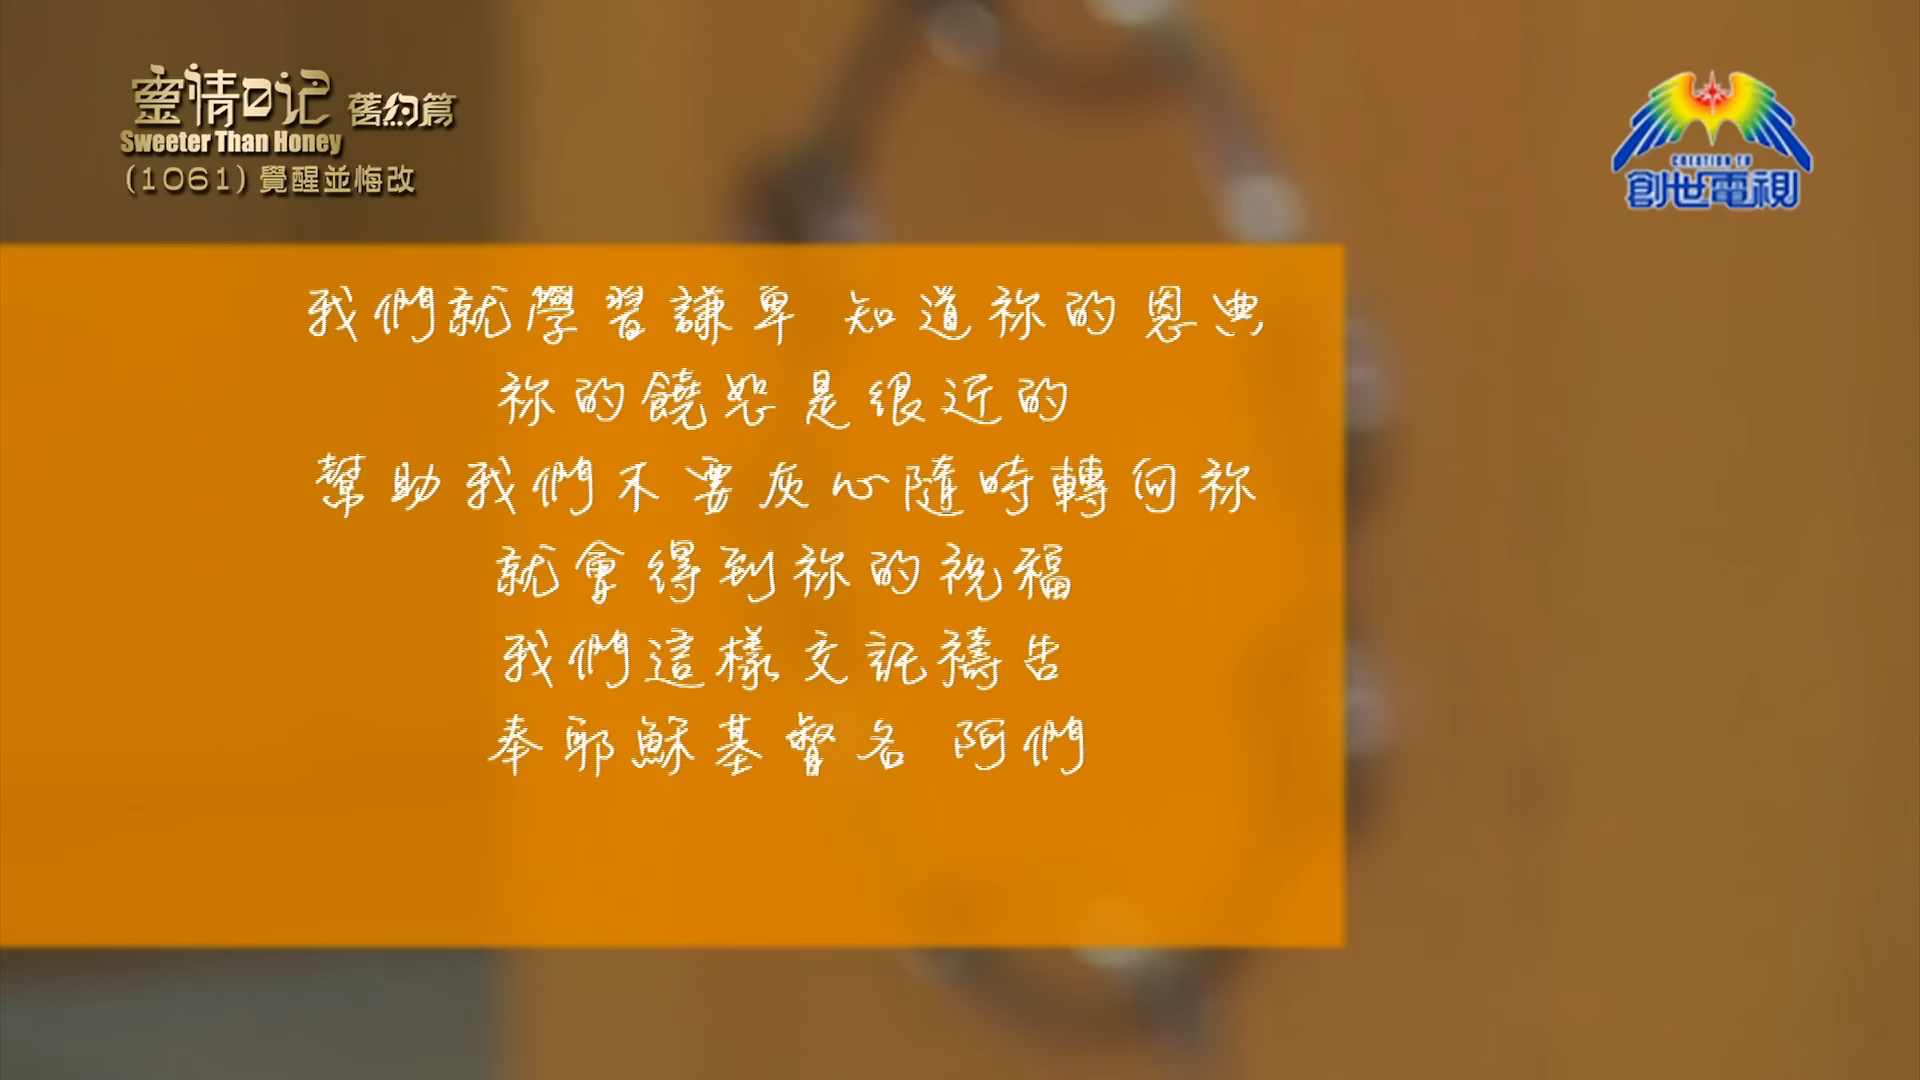 靈情日记 舊約篇
Sweeter Than Honey
(1061) 覺醒並悔改
CREATION TV
創世電視
我們就學習謙卑 知道祢的恩典
祢的饒恕是很近的
幫助我們不要灰心隨時轉向祢
就會得到祢的祝福
我們這樣交託禱告
奉耶穌基督名 阿們